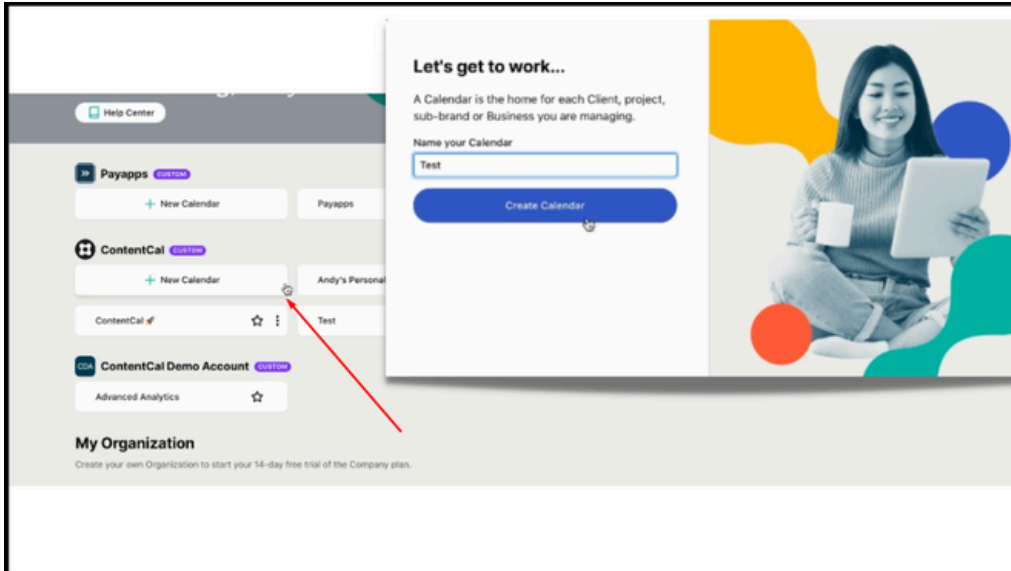 Help Center
Payapps CUSTOM
+ New Calendar
Payapps
ContentCal CUSTOM
+ New Calendar
Andy's Personal
ContentCal 🚀
Test
CDA ContentCal Demo Account CUSTOM
Advanced Analytics
My Organization
Create your own Organization to start your 14-day free trial of the Company plan.
Let's get to work...
A Calendar is the home for each Client, project,
sub-brand or Business you are managing.
Name your Calendar
Test
Create Calendar